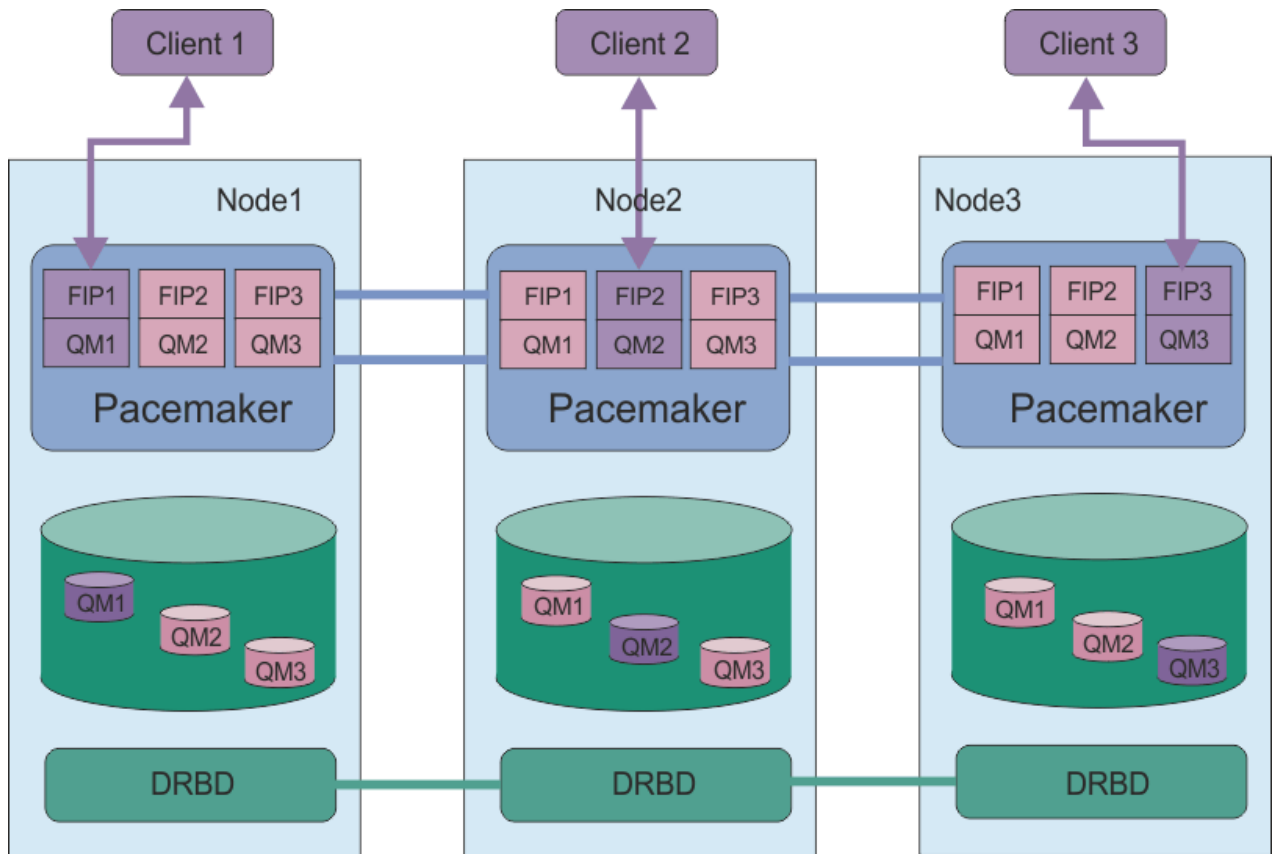 Client 1
Client 2
Client 3
Node1
Node2
Node3
FIP1 FIP2 FIP3
QM1 QM2 QM3
Pacemaker
FIP1 FIP2 FIP3
QM1 QM2 QM3
Pacemaker
FIP1 FIP2 FIP3
QM1 QM2 QM3
Pacemaker
QM1
QM2
QM3
QM1
QM2
QM3
QM1
QM2
QM3
DRBD
DRBD
DRBD